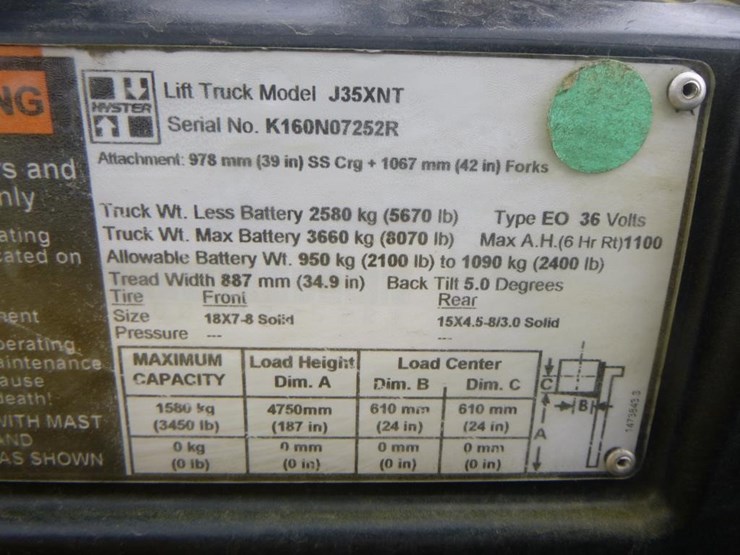 NG
rs and
nly
ating
cated on
ent
perating
aintenance
ause
death!
WITH MAST
AND
AS SHOWN
HYSTER
Lift Truck Model J35XNT
Serial No. K160N07252R
Attachment: 978 mm (39 in) SS Crg + 1067 mm (42 in) Forks
Truck Wt. Less Battery 2580 kg (5670 lb) Type EO 36 Volts
Truck Wt. Max Battery 3660 kg (8070 lb) Max A.H.(6 Hr Rt)1100
Allowable Battery Wt. 950 kg (2100 lb) to 1090 kg (2400 lb)
Tread Width 887 mm (34.9 in) Back Tilt 5.0 Degrees
Tire Front Rear
Size 18X7-8 Solid 15X4.5-8/3.0 Solid
Pressure --- ---
MAXIMUM Load Height Load Center
CAPACITY Dim. A Dim. B Dim. C
1580 kg 4750mm 610 mm 610 mm
(3450 lb) (187 in) (24 in) (24 in)
0 kg 0 mm 0 mm 0 mm
(0 lb) (0 in) (0 in) (0 in)
C
B
A